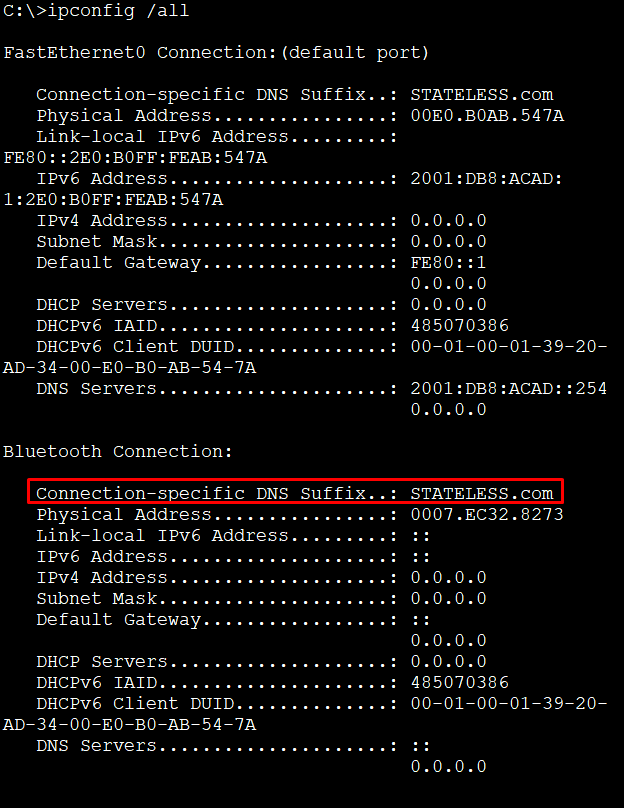 C:\>ipconfig /all
FastEthernet0 Connection:(default port)
Connection-specific DNS Suffix..: STATELESS.com
Physical Address................: 00E0.B0AB.547A
Link-local IPv6 Address.........:
FE80::2E0:B0FF:FEAB:547A
IPv6 Address....................: 2001:DB8:ACAD:
1:2E0:B0FF:FEAB:547A
IPv4 Address....................: 0.0.0.0
Subnet Mask.....................: 0.0.0.0
Default Gateway.................: FE80::1
0.0.0.0
DHCP Servers....................: 0.0.0.0
DHCPv6 IAID.....................: 485070386
DHCPv6 Client DUID..............: 00-01-00-01-39-20-
AD-34-00-E0-B0-AB-54-7A
DNS Servers.....................: 2001:DB8:ACAD::254
0.0.0.0
Bluetooth Connection:
Connection-specific DNS Suffix..: STATELESS.com
Physical Address................: 0007.EC32.8273
Link-local IPv6 Address.........: ::
IPv6 Address....................: ::
IPv4 Address....................: 0.0.0.0
Subnet Mask.....................: 0.0.0.0
Default Gateway.................: ::
0.0.0.0
DHCP Servers....................: 0.0.0.0
DHCPv6 IAID.....................: 485070386
DHCPv6 Client DUID..............: 00-01-00-01-39-20-
AD-34-00-E0-B0-AB-54-7A
DNS Servers.....................: ::
0.0.0.0